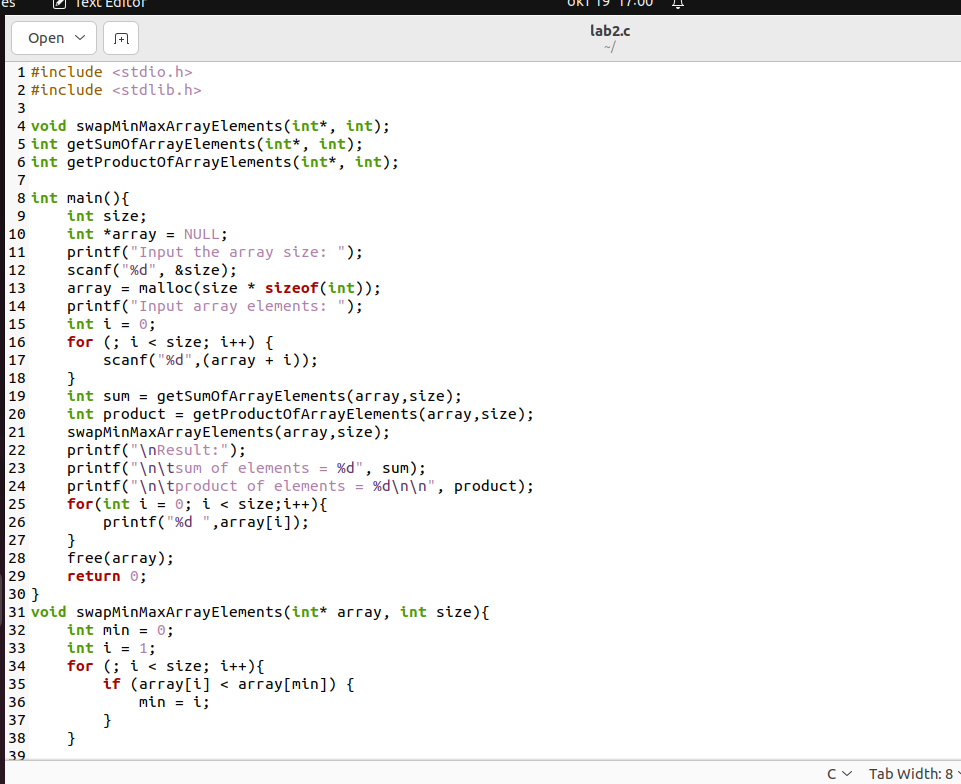 es Text Editor окт 19 17:00
Open lab2.c
~/
1 #include <stdio.h>
2 #include <stdlib.h>
3
4 void swapMinMaxArrayElements(int*, int);
5 int getSumOfArrayElements(int*, int);
6 int getProductOfArrayElements(int*, int);
7
8 int main(){
9     int size;
10     int *array = NULL;
11     printf("Input the array size: ");
12     scanf("%d", &size);
13     array = malloc(size * sizeof(int));
14     printf("Input array elements: ");
15     int i = 0;
16     for (; i < size; i++) {
17         scanf("%d",(array + i));
18     }
19     int sum = getSumOfArrayElements(array,size);
20     int product = getProductOfArrayElements(array,size);
21     swapMinMaxArrayElements(array,size);
22     printf("\nResult:");
23     printf("\n\tsum of elements = %d", sum);
24     printf("\n\tproduct of elements = %d\n\n", product);
25     for(int i = 0; i < size;i++){
26         printf("%d ",array[i]);
27     }
28     free(array);
29     return 0;
30 }
31 void swapMinMaxArrayElements(int* array, int size){
32     int min = 0;
33     int i = 1;
34     for (; i < size; i++){
35         if (array[i] < array[min]) {
36             min = i;
37         }
38     }
39
C Tab Width: 8